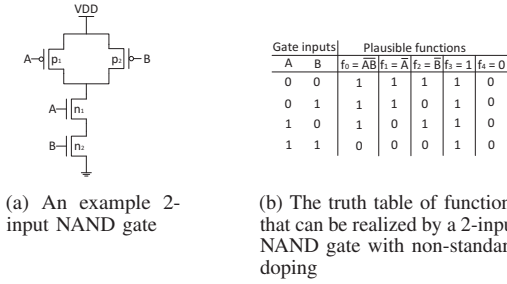 VDD
A p₁ p₂ B
A n₁
B n₂
Gate inputs Plausible functions
A B f₀ = A̅B̅ f₁ = A̅ f₂ = B̅ f₃ = 1 f₄ = 0
0 0 1 1 1 1 0
0 1 1 1 0 1 0
1 0 1 0 1 1 0
1 1 0 0 0 1 0
(a) An example 2-
input NAND gate
(b) The truth table of function
that can be realized by a 2-inpu
NAND gate with non-standar
doping